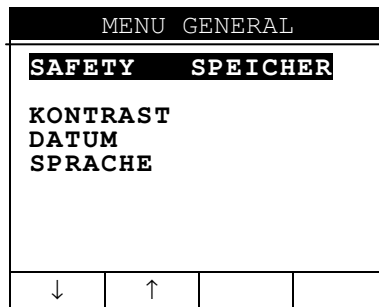 MENU GENERAL
SAFETY SPEICHER
KONTRAST
DATUM
SPRACHE
↓ ↑